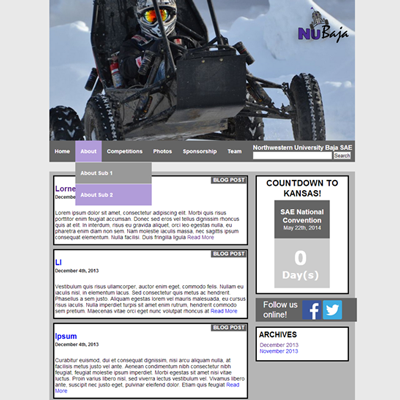 NU Baja
Home About Competitions Photos Sponsorship Team
Northwestern University Baja SAE
Search
About Sub 1
About Sub 2
BLOG POST
Lorem
December 4th, 2013
Lorem ipsum dolor sit amet, consectetur adipiscing elit. Morbi quis risus
porttitor enim feugiat accumsan. Donec sed eros vel tellus dignissim rhoncus
quis at elit. In interdum, risus eu gravida aliquet, orci leo egestas nulla, eu
pharetra enim diam non sem. Nam molestie iaculis massa, nec sagittis ipsum
consequat elementum. Nulla facilisi. Duis fringilla ligula Read More
BLOG POST
LI
December 4th, 2013
Vestibulum quis risus ullamcorper, auctor enim eget, commodo felis. Nullam eu
iaculis nisl, in elementum lacus. Sed consectetur quis metus ac hendrerit.
Phasellus a sem justo. Aliquam egestas lorem vel mauris malesuada, eu cursus
risus iaculis. Nulla imperdiet turpis sit amet enim rutrum, hendrerit commodo
sem pretium. Maecenas vitae orci eget nunc volutpat rhoncus at Read More
BLOG POST
Ipsum
December 4th, 2013
Curabitur euismod, dui et consequat dignissim, nisi arcu aliquam nulla, at
facilisis metus justo vel ante. Aenean condimentum nibh consectetur nibh
feugiat, feugiat molestie ipsum imperdiet. Morbi egestas sit amet nisi vitae
luctus. Proin varius libero nisl, sed viverra lectus vestibulum vel. Vivamus libero
ante, suscipit nec justo eget, pulvinar eleifend dolor. Etiam quis feugiat Read
More
COUNTDOWN TO
KANSAS!
SAE National
Convention
May 22th, 2014
0
Day(s)
Follow us
online!
ARCHIVES
December 2013
November 2013